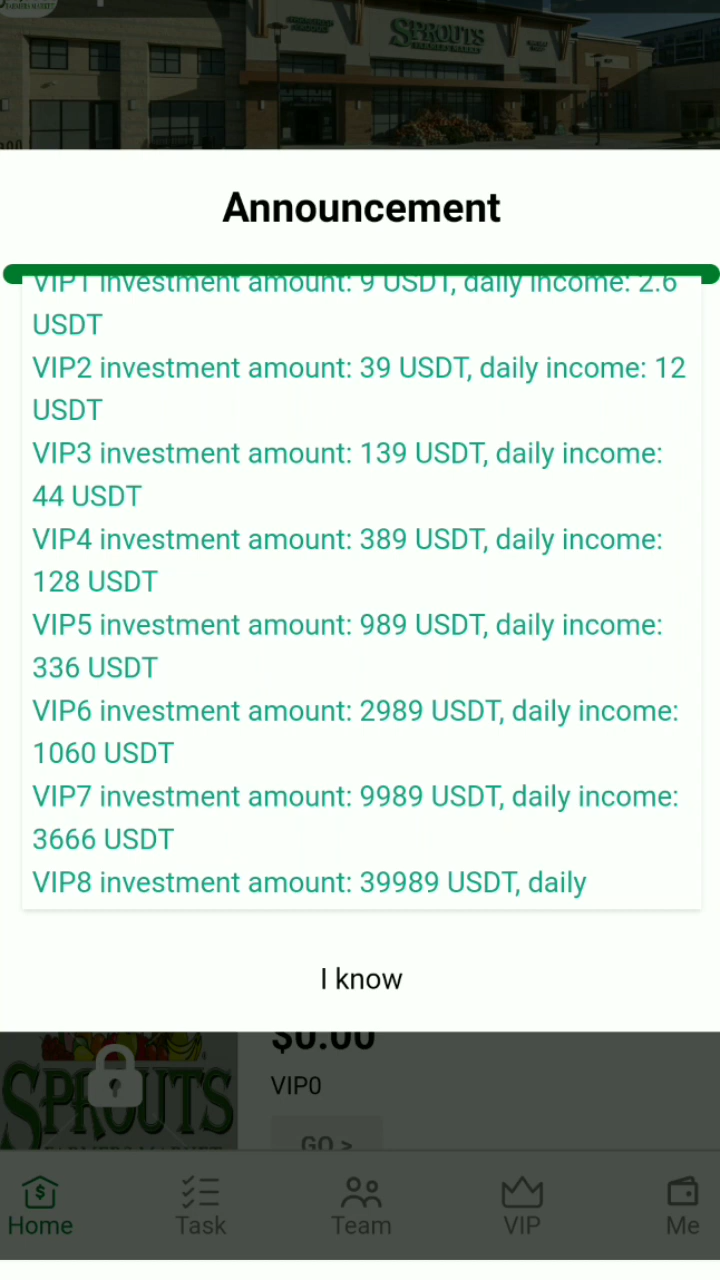 SPROUTS
FARMERS MARKET
Announcement
VIP1 investment amount: 9 USDT, daily income: 2.6
USDT
VIP2 investment amount: 39 USDT, daily income: 12
USDT
VIP3 investment amount: 139 USDT, daily income:
44 USDT
VIP4 investment amount: 389 USDT, daily income:
128 USDT
VIP5 investment amount: 989 USDT, daily income:
336 USDT
VIP6 investment amount: 2989 USDT, daily income:
1060 USDT
VIP7 investment amount: 9989 USDT, daily income:
3666 USDT
VIP8 investment amount: 39989 USDT, daily
I know
$0.00
SPROUTS
VIP0
FARMERS MARKET
GO >
Home
Task
Team
VIP
Me